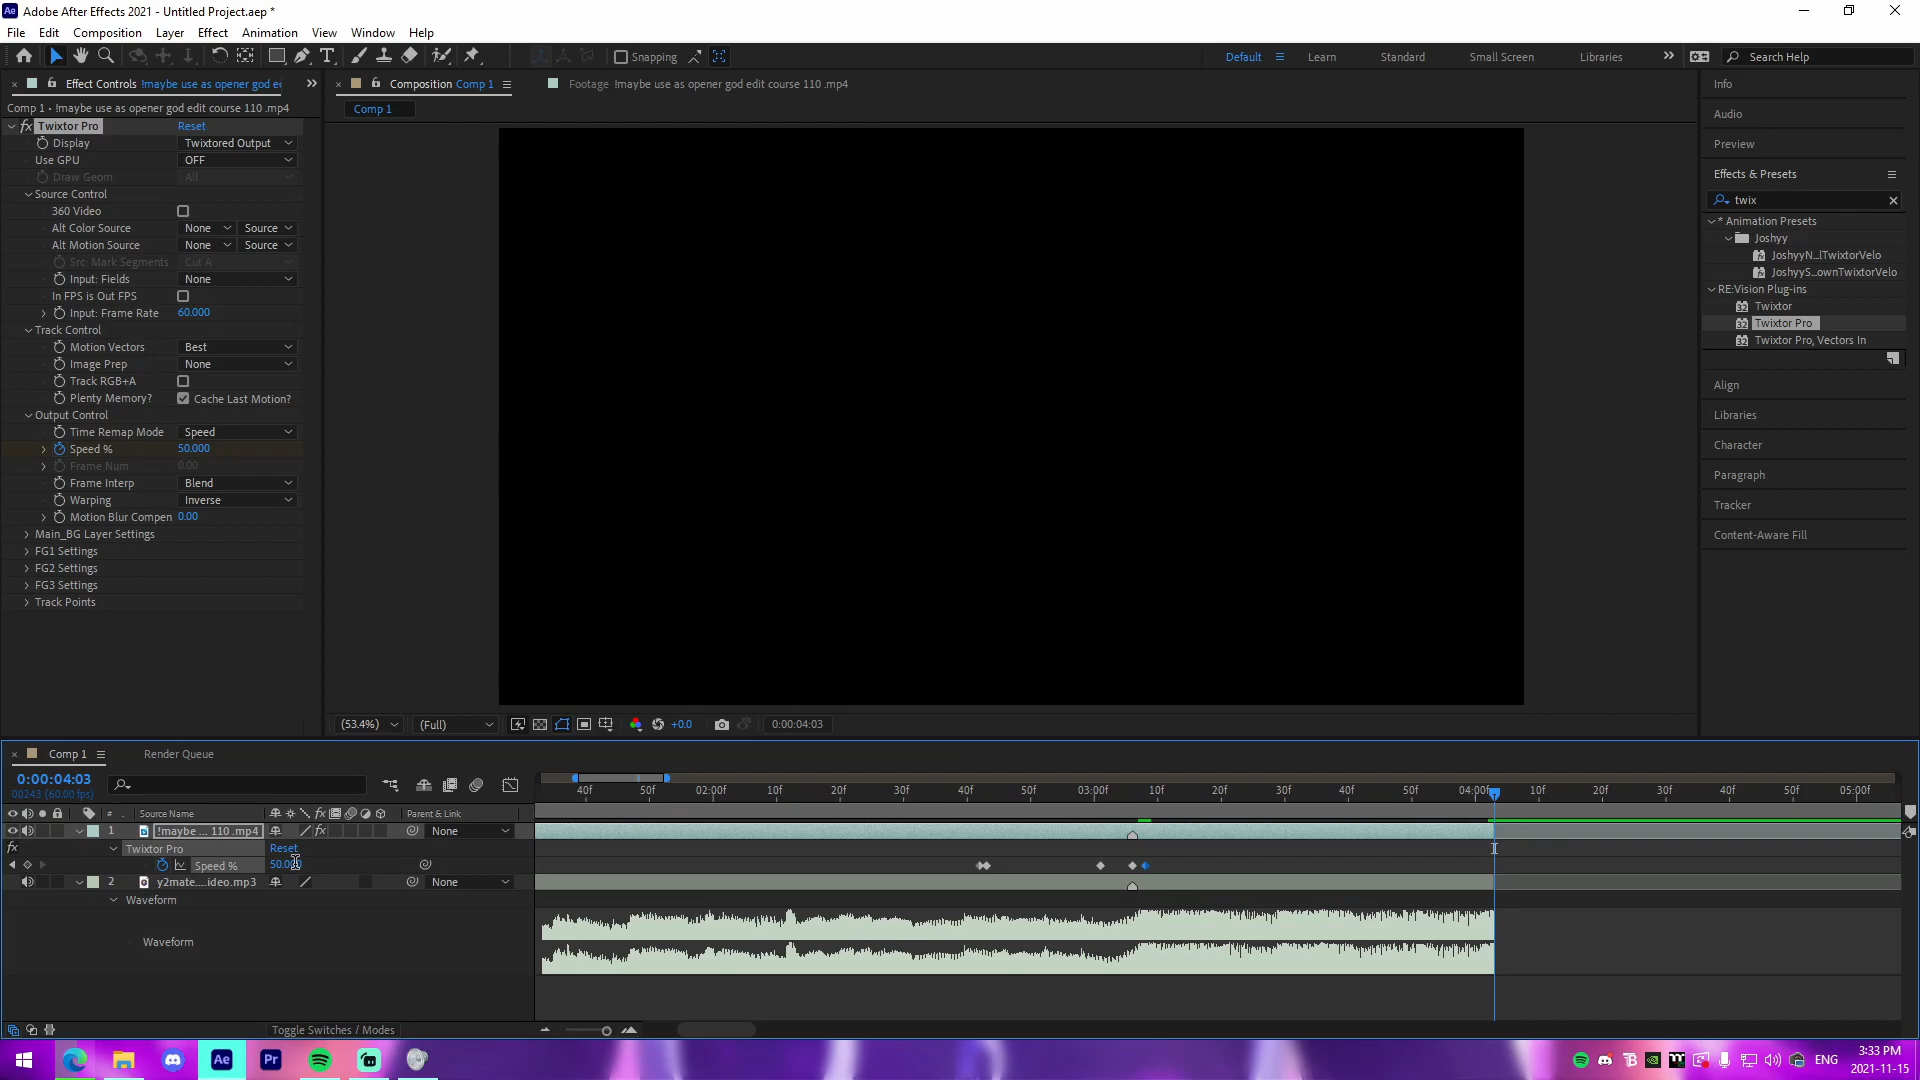 Adobe After Effects 2021 - Untitled Project.aep *
File Edit Composition Layer Effect Animation View Window Help
Snapping Default Learn Standard Small Screen Libraries Search Help
Effect Controls !maybe use as opener god edi
Composition Comp 1
Footage !maybe use as opener god edit course 110 .mp4
Info
Comp 1 • !maybe use as opener god edit course 110 .mp4
Comp 1
Audio
Twixtor Pro Reset
Display Twixtored Output
Preview
Use GPU OFF
Draw Geom All
Effects & Presets
Source Control
twix
360 Video
* Animation Presets
Alt Color Source None Source
Joshyy
Alt Motion Source None Source
JoshyyN...lTwixtorVelo
Src: Mark Segments Cut A
JoshyyS...ownTwixtorVelo
Input: Fields None
RE:Vision Plug-ins
In FPS is Out FPS
Twixtor
Input: Frame Rate 60.000
Twixtor Pro
Track Control
Twixtor Pro, Vectors In
Motion Vectors Best
Image Prep None
Track RGB+A
Align
Plenty Memory? Cache Last Motion?
Output Control
Libraries
Time Remap Mode Speed
Character
Speed % 50.000
Frame Num 0.00
Paragraph
Frame Interp Blend
Warping Inverse
Tracker
Motion Blur Compen 0.00
Main_BG Layer Settings
Content-Aware Fill
FG1 Settings
FG2 Settings
FG3 Settings
Track Points
(53.4%) (Full) +0.0 0:00:04:03
Comp 1 Render Queue
0:00:04:03
00243 (60.00 fps)
40f 50f 02:00f 10f 20f 30f 40f 50f 03:00f 10f 20f 30f 40f 50f 04:00f 10f 20f 30f 40f 50f 05:00f
# Source Name Parent & Link
1 !maybe ... 110 .mp4 None
Twixtor Pro Reset
Speed % 50.000
2 y2mate....ideo.mp3 None
Waveform
Waveform
Toggle Switches / Modes
Ae Pr ENG
3:33 PM
2021-11-15